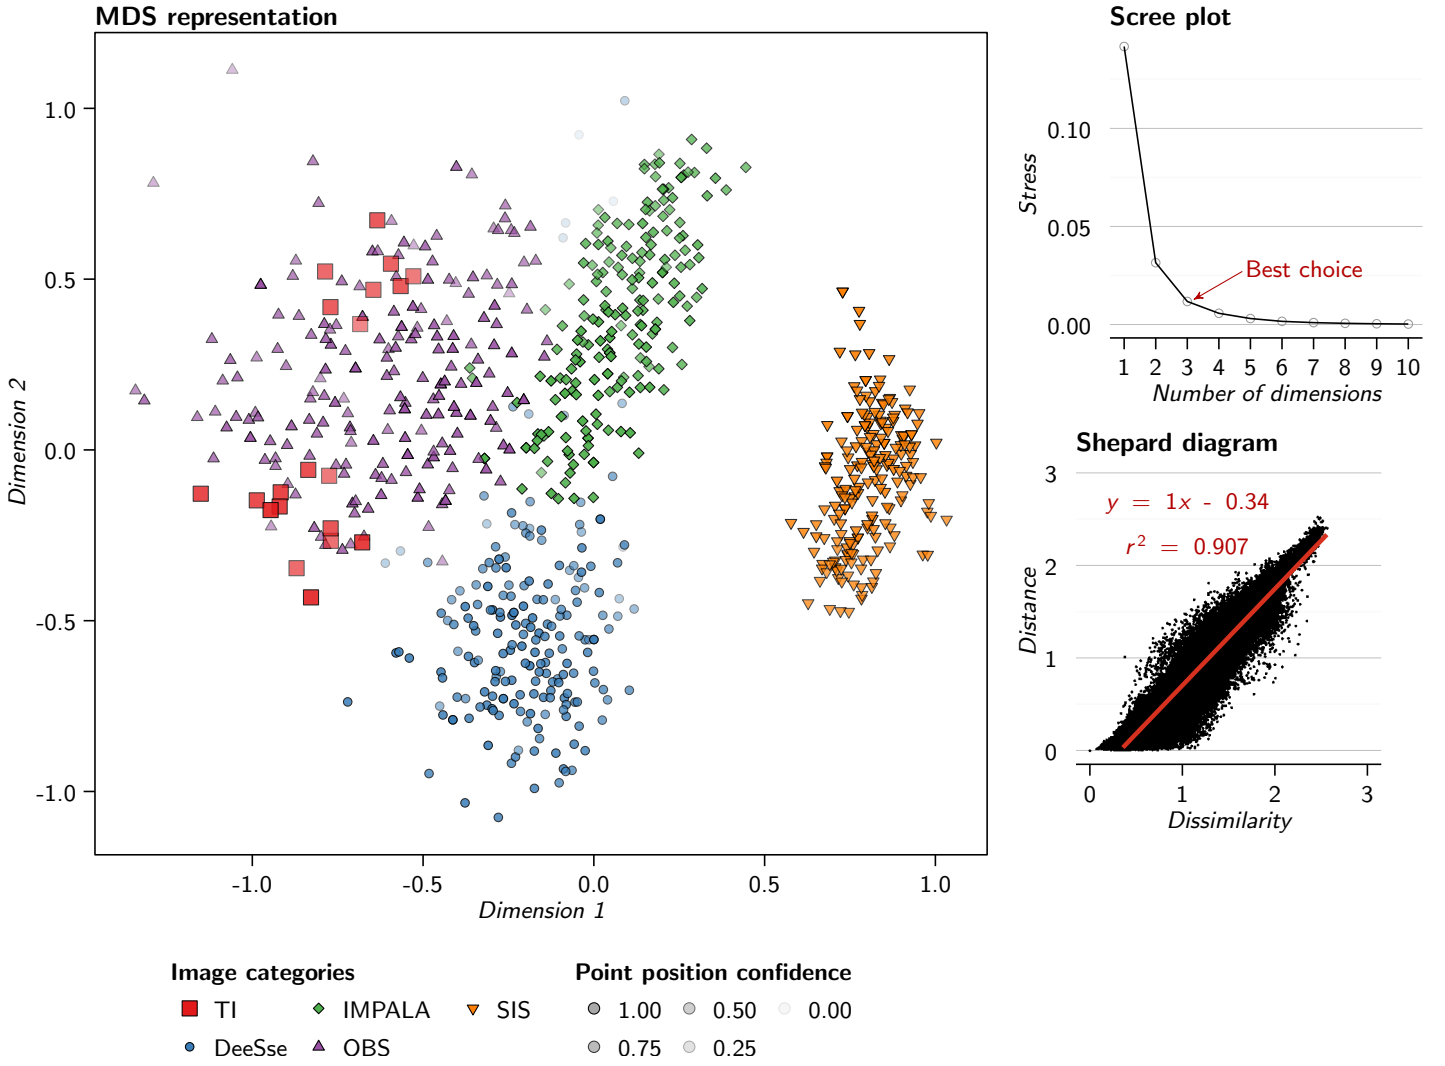 MDS representation
1.0
0.5
0.0
-0.5
-1.0
Dimension 2
-1.0 -0.5 0.0 0.5 1.0
Dimension 1
Scree plot
0.10
0.05
0.00
Stress
Best choice
1 2 3 4 5 6 7 8 9 10
Number of dimensions
Shepard diagram
3
2
1
0
Distance
y = 1x - 0.34
r² = 0.907
0 1 2 3
Dissimilarity
Image categories
TI IMPALA SIS
DeeSse OBS
Point position confidence
1.00 0.50 0.00
0.75 0.25